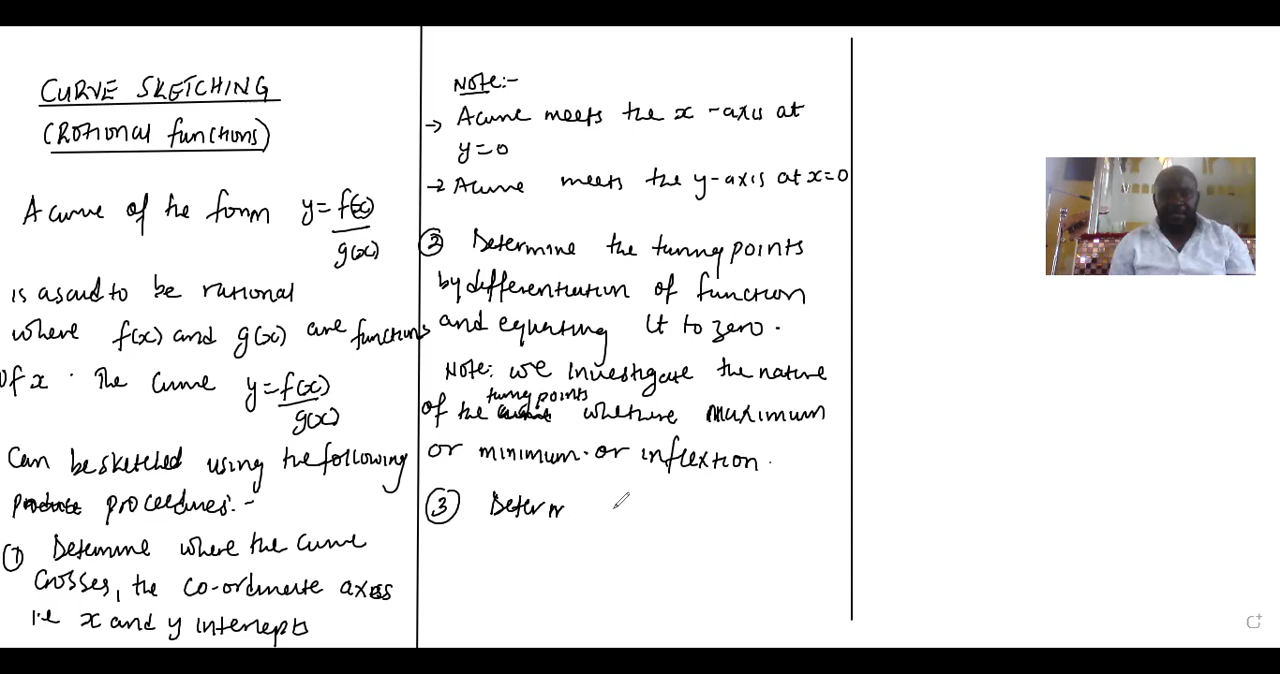 CURVE SKETCHING
(Rational functions)
A curve of the form y = f(x)
g(x)
is a said to be rational
where f(x) and g(x) are functions
of x. The curve y = f(x)
g(x)
can be sketched using the following
procedures:-
① Determine where the curve
crosses, the co-ordinate axes
i.e x and y intercepts
Note:-
→ A curve meets the x-axis at
y=0
→ A curve meets the y-axis at x=0
② Determine the turning points
by differentiation of function
and equating it to zero.
Note: we investigate the nature
turning points
of the whethere maximum
or minimum. or inflextion.
③ Determ